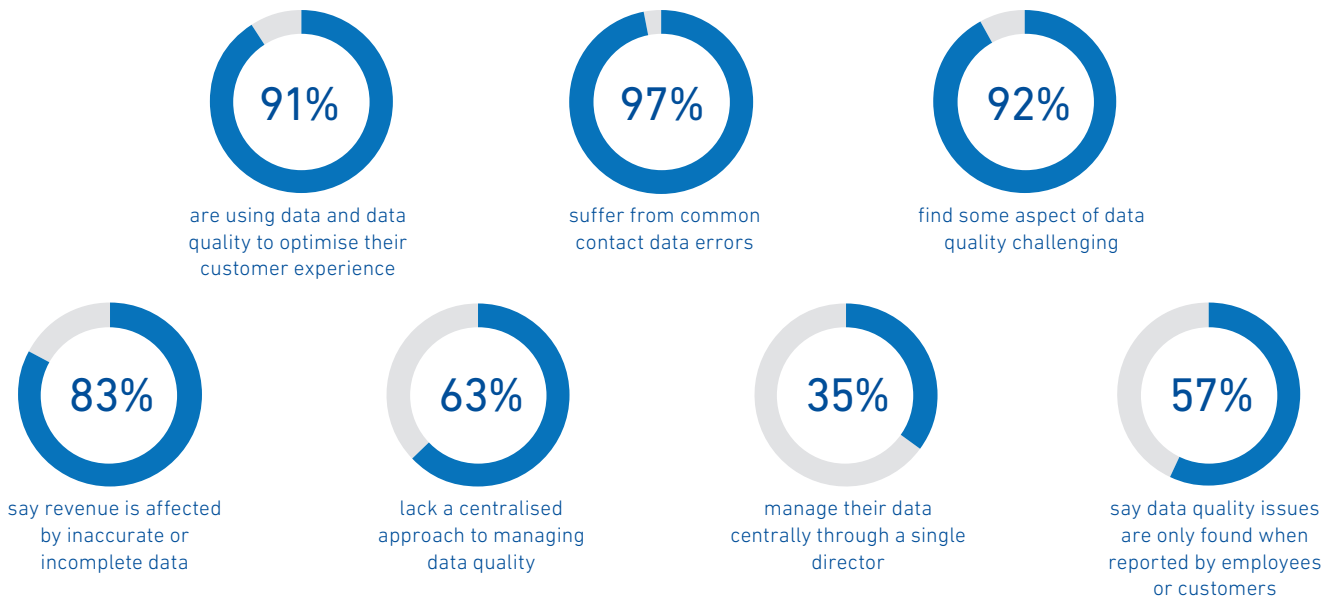 91%
are using data and data
quality to optimise their
customer experience
97%
suffer from common
contact data errors
92%
find some aspect of data
quality challenging
83%
say revenue is affected
by inaccurate or
incomplete data
63%
lack a centralised
approach to managing
data quality
35%
manage their data
centrally through a single
director
57%
say data quality issues
are only found when
reported by employees
or customers